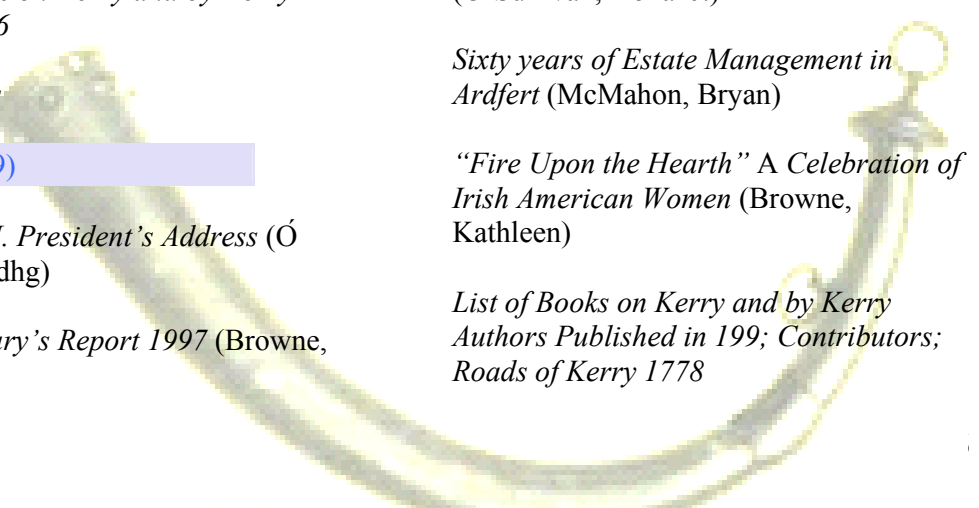 6
9)
. President’s Address (Ó
dhg)
ary’s Report 1997 (Browne,
Sixty years of Estate Management in
Ardfert (McMahon, Bryan)
“Fire Upon the Hearth” A Celebration of
Irish American Women (Browne,
Kathleen)
List of Books on Kerry and by Kerry
Authors Published in 199; Contributors;
Roads of Kerry 1778